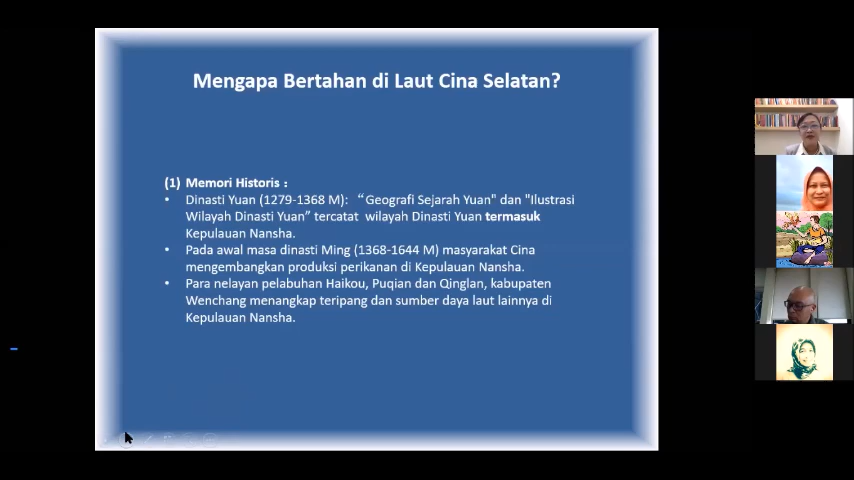 Mengapa Bertahan di Laut Cina Selatan?
(1) Memori Historis :
• Dinasti Yuan (1279-1368 M): “Geografi Sejarah Yuan" dan "Ilustrasi
Wilayah Dinasti Yuan” tercatat wilayah Dinasti Yuan termasuk
Kepulauan Nansha.
• Pada awal masa dinasti Ming (1368-1644 M) masyarakat Cina
mengembangkan produksi perikanan di Kepulauan Nansha.
• Para nelayan pelabuhan Haikou, Puqian dan Qinglan, kabupaten
Wenchang menangkap teripang dan sumber daya laut lainnya di
Kepulauan Nansha.